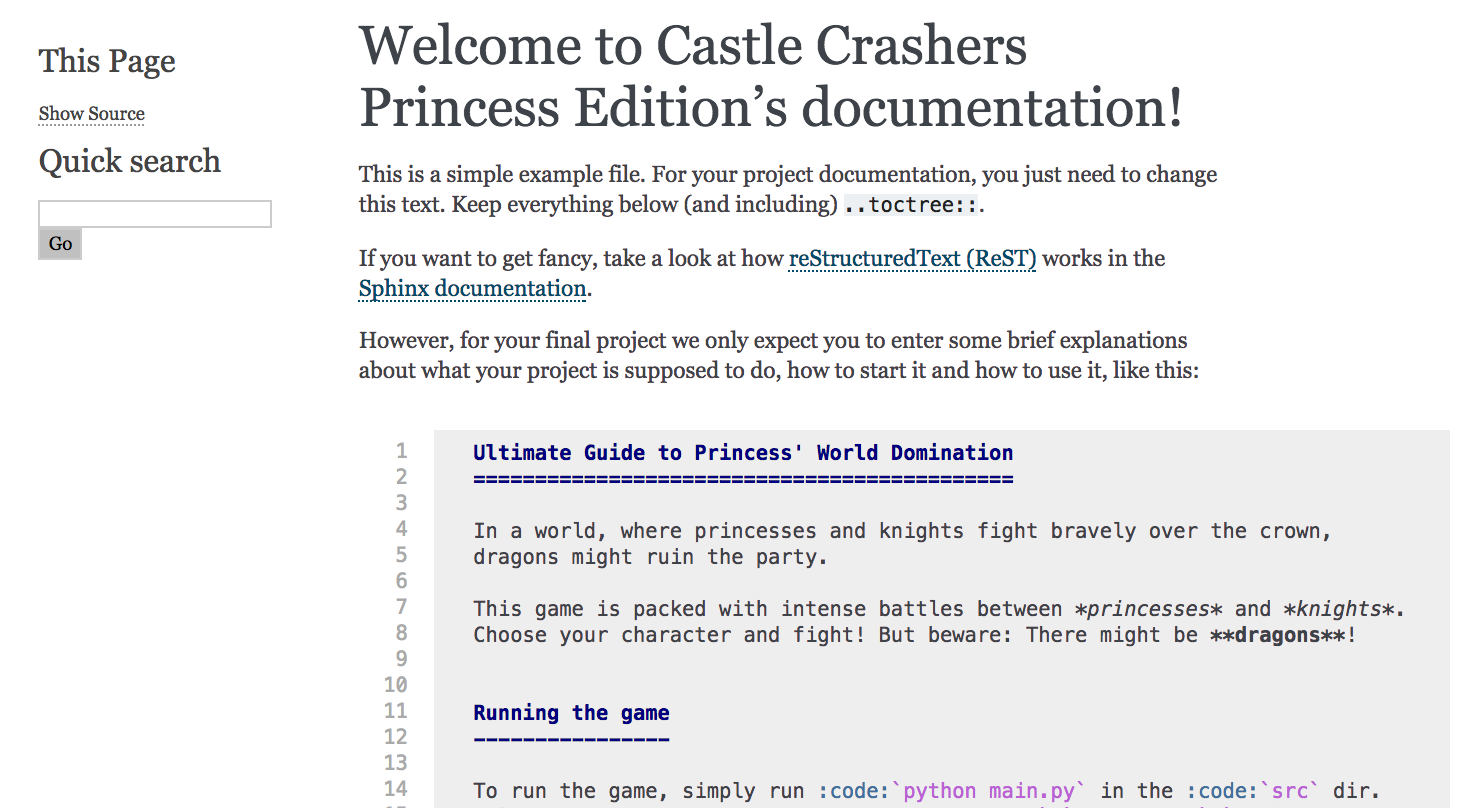 This Page
Show Source
Quick search
Go
Welcome to Castle Crashers
Princess Edition’s documentation!
This is a simple example file. For your project documentation, you just need to change
this text. Keep everything below (and including) ..toctree::.
If you want to get fancy, take a look at how reStructuredText (ReST) works in the
Sphinx documentation.
However, for your final project we only expect you to enter some brief explanations
about what your project is supposed to do, how to start it and how to use it, like this:
1 Ultimate Guide to Princess' World Domination
2 ============================================
3
4 In a world, where princesses and knights fight bravely over the crown,
5 dragons might ruin the party.
6
7 This game is packed with intense battles between *princesses* and *knights*.
8 Choose your character and fight! But beware: There might be **dragons**!
9
10
11 Running the game
12 ----------------
13
14 To run the game, simply run :code:`python main.py` in the :code:`src` dir.